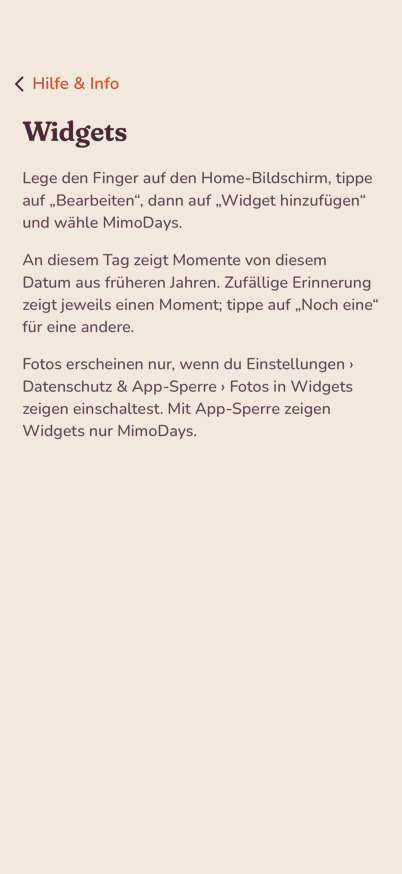 Hilfe & Info
Widgets
Lege den Finger auf den Home-Bildschirm, tippe
auf „Bearbeiten“, dann auf „Widget hinzufügen“
und wähle MimoDays.
An diesem Tag zeigt Momente von diesem
Datum aus früheren Jahren. Zufällige Erinnerung
zeigt jeweils einen Moment; tippe auf „Noch eine“
für eine andere.
Fotos erscheinen nur, wenn du Einstellungen ›
Datenschutz & App-Sperre › Fotos in Widgets
zeigen einschaltest. Mit App-Sperre zeigen
Widgets nur MimoDays.